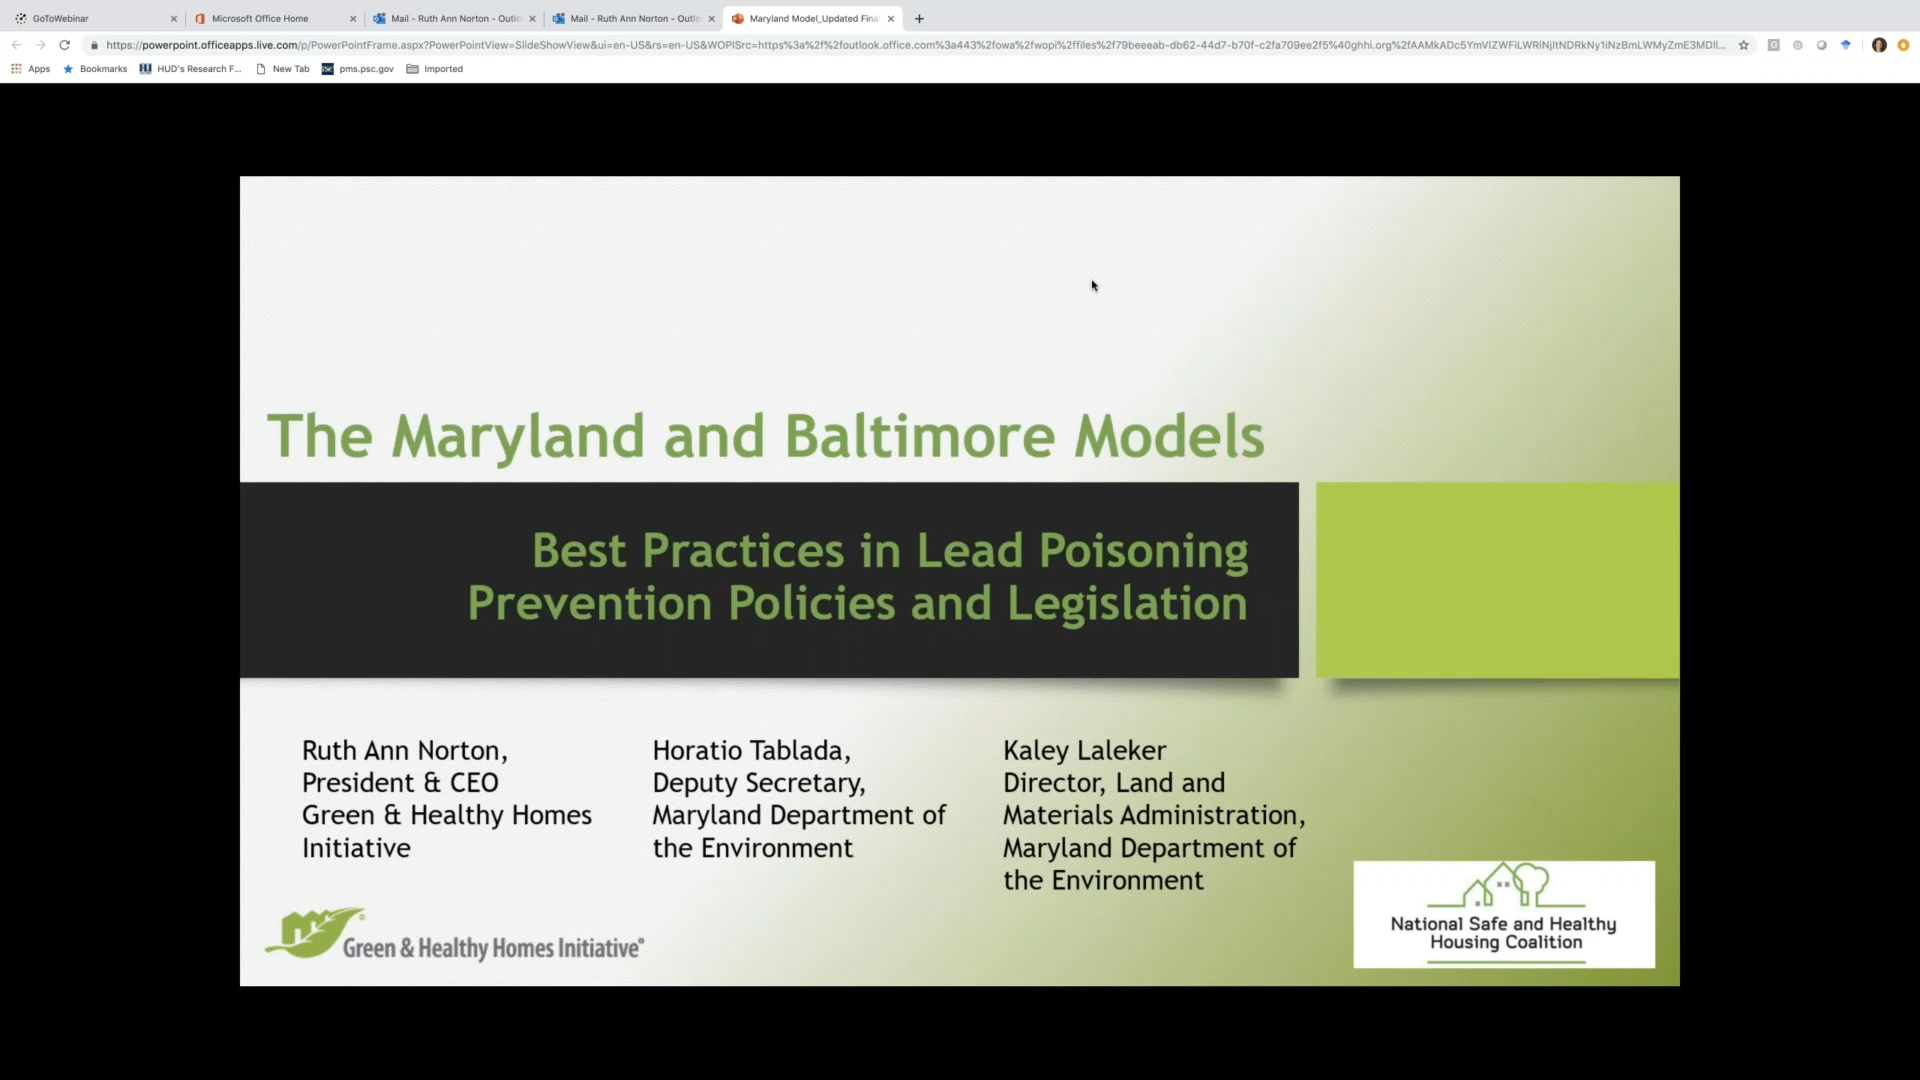 GoToWebinar
Microsoft Office Home
Mail - Ruth Ann Norton - Outlo
Mail - Ruth Ann Norton - Outlo
Maryland Model_Updated Fina
Apps
Bookmarks
HUD's Research F...
New Tab
pms.psc.gov
Imported
The Maryland and Baltimore Models
Best Practices in Lead Poisoning
Prevention Policies and Legislation
Ruth Ann Norton,
President & CEO
Green & Healthy Homes
Initiative
Horatio Tablada,
Deputy Secretary,
Maryland Department of
the Environment
Kaley Laleker
Director, Land and
Materials Administration,
Maryland Department of
the Environment
Green & Healthy Homes Initiative®
National Safe and Healthy
Housing Coalition